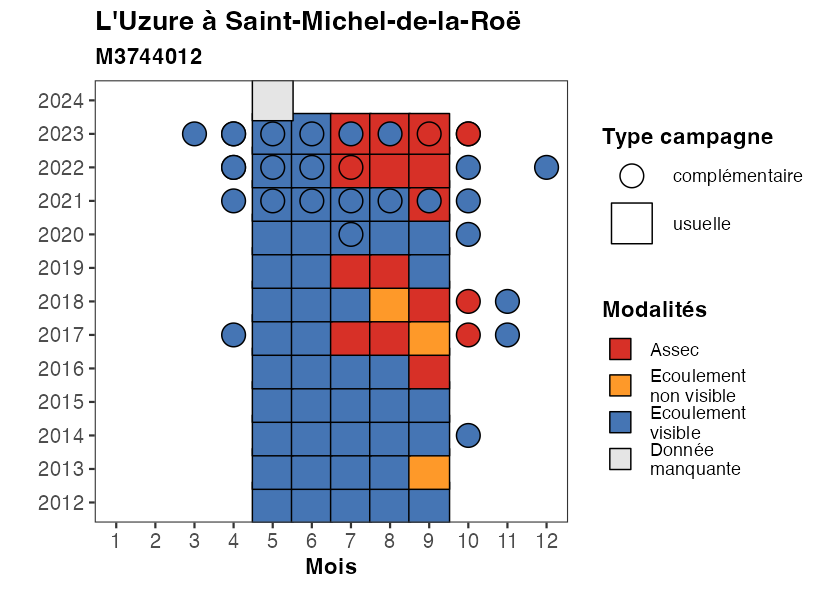 L'Uzure à Saint-Michel-de-la-Roë
M3744012
2024
2023
2022
2021
2020
2019
2018
2017
2016
2015
2014
2013
2012
1 2 3 4 5 6 7 8 9 10 11 12
Mois
Type campagne
complémentaire
usuelle
Modalités
Assec
Ecoulement
non visible
Ecoulement
visible
Donnée
manquante